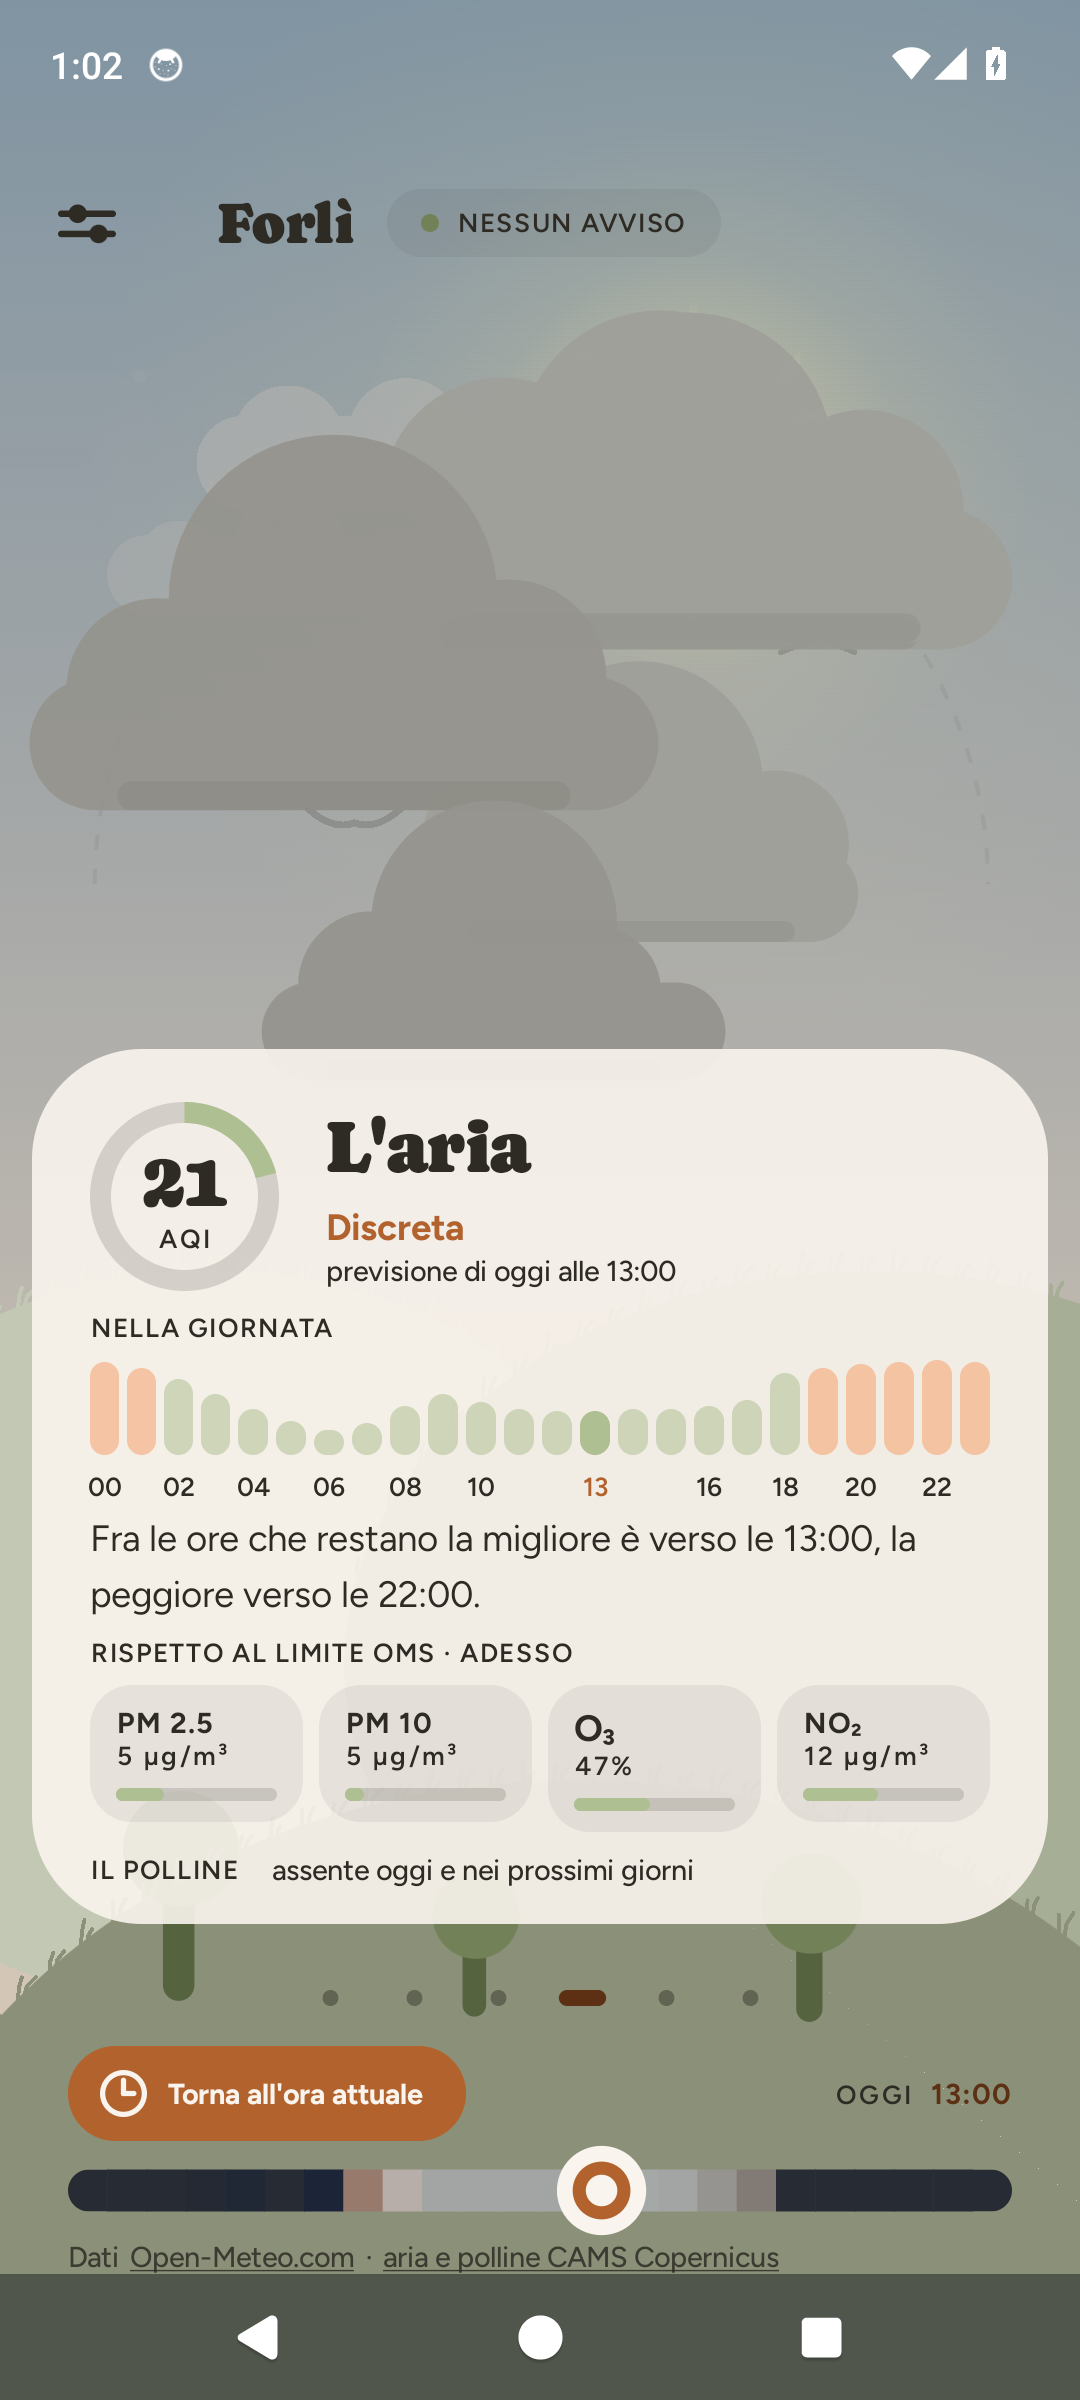 1:02
Forlì
NESSUN AVVISO
21
AQI
L'aria
Discreta
previsione di oggi alle 13:00
NELLA GIORNATA
00 02 04 06 08 10 13 16 18 20 22
Fra le ore che restano la migliore è verso le 13:00, la
peggiore verso le 22:00.
RISPETTO AL LIMITE OMS · ADESSO
PM 2.5
5 µg/m³
PM 10
5 µg/m³
O₃
47%
NO₂
12 µg/m³
IL POLLINE assente oggi e nei prossimi giorni
Torna all'ora attuale
OGGI 13:00
Dati Open-Meteo.com · aria e polline CAMS Copernicus